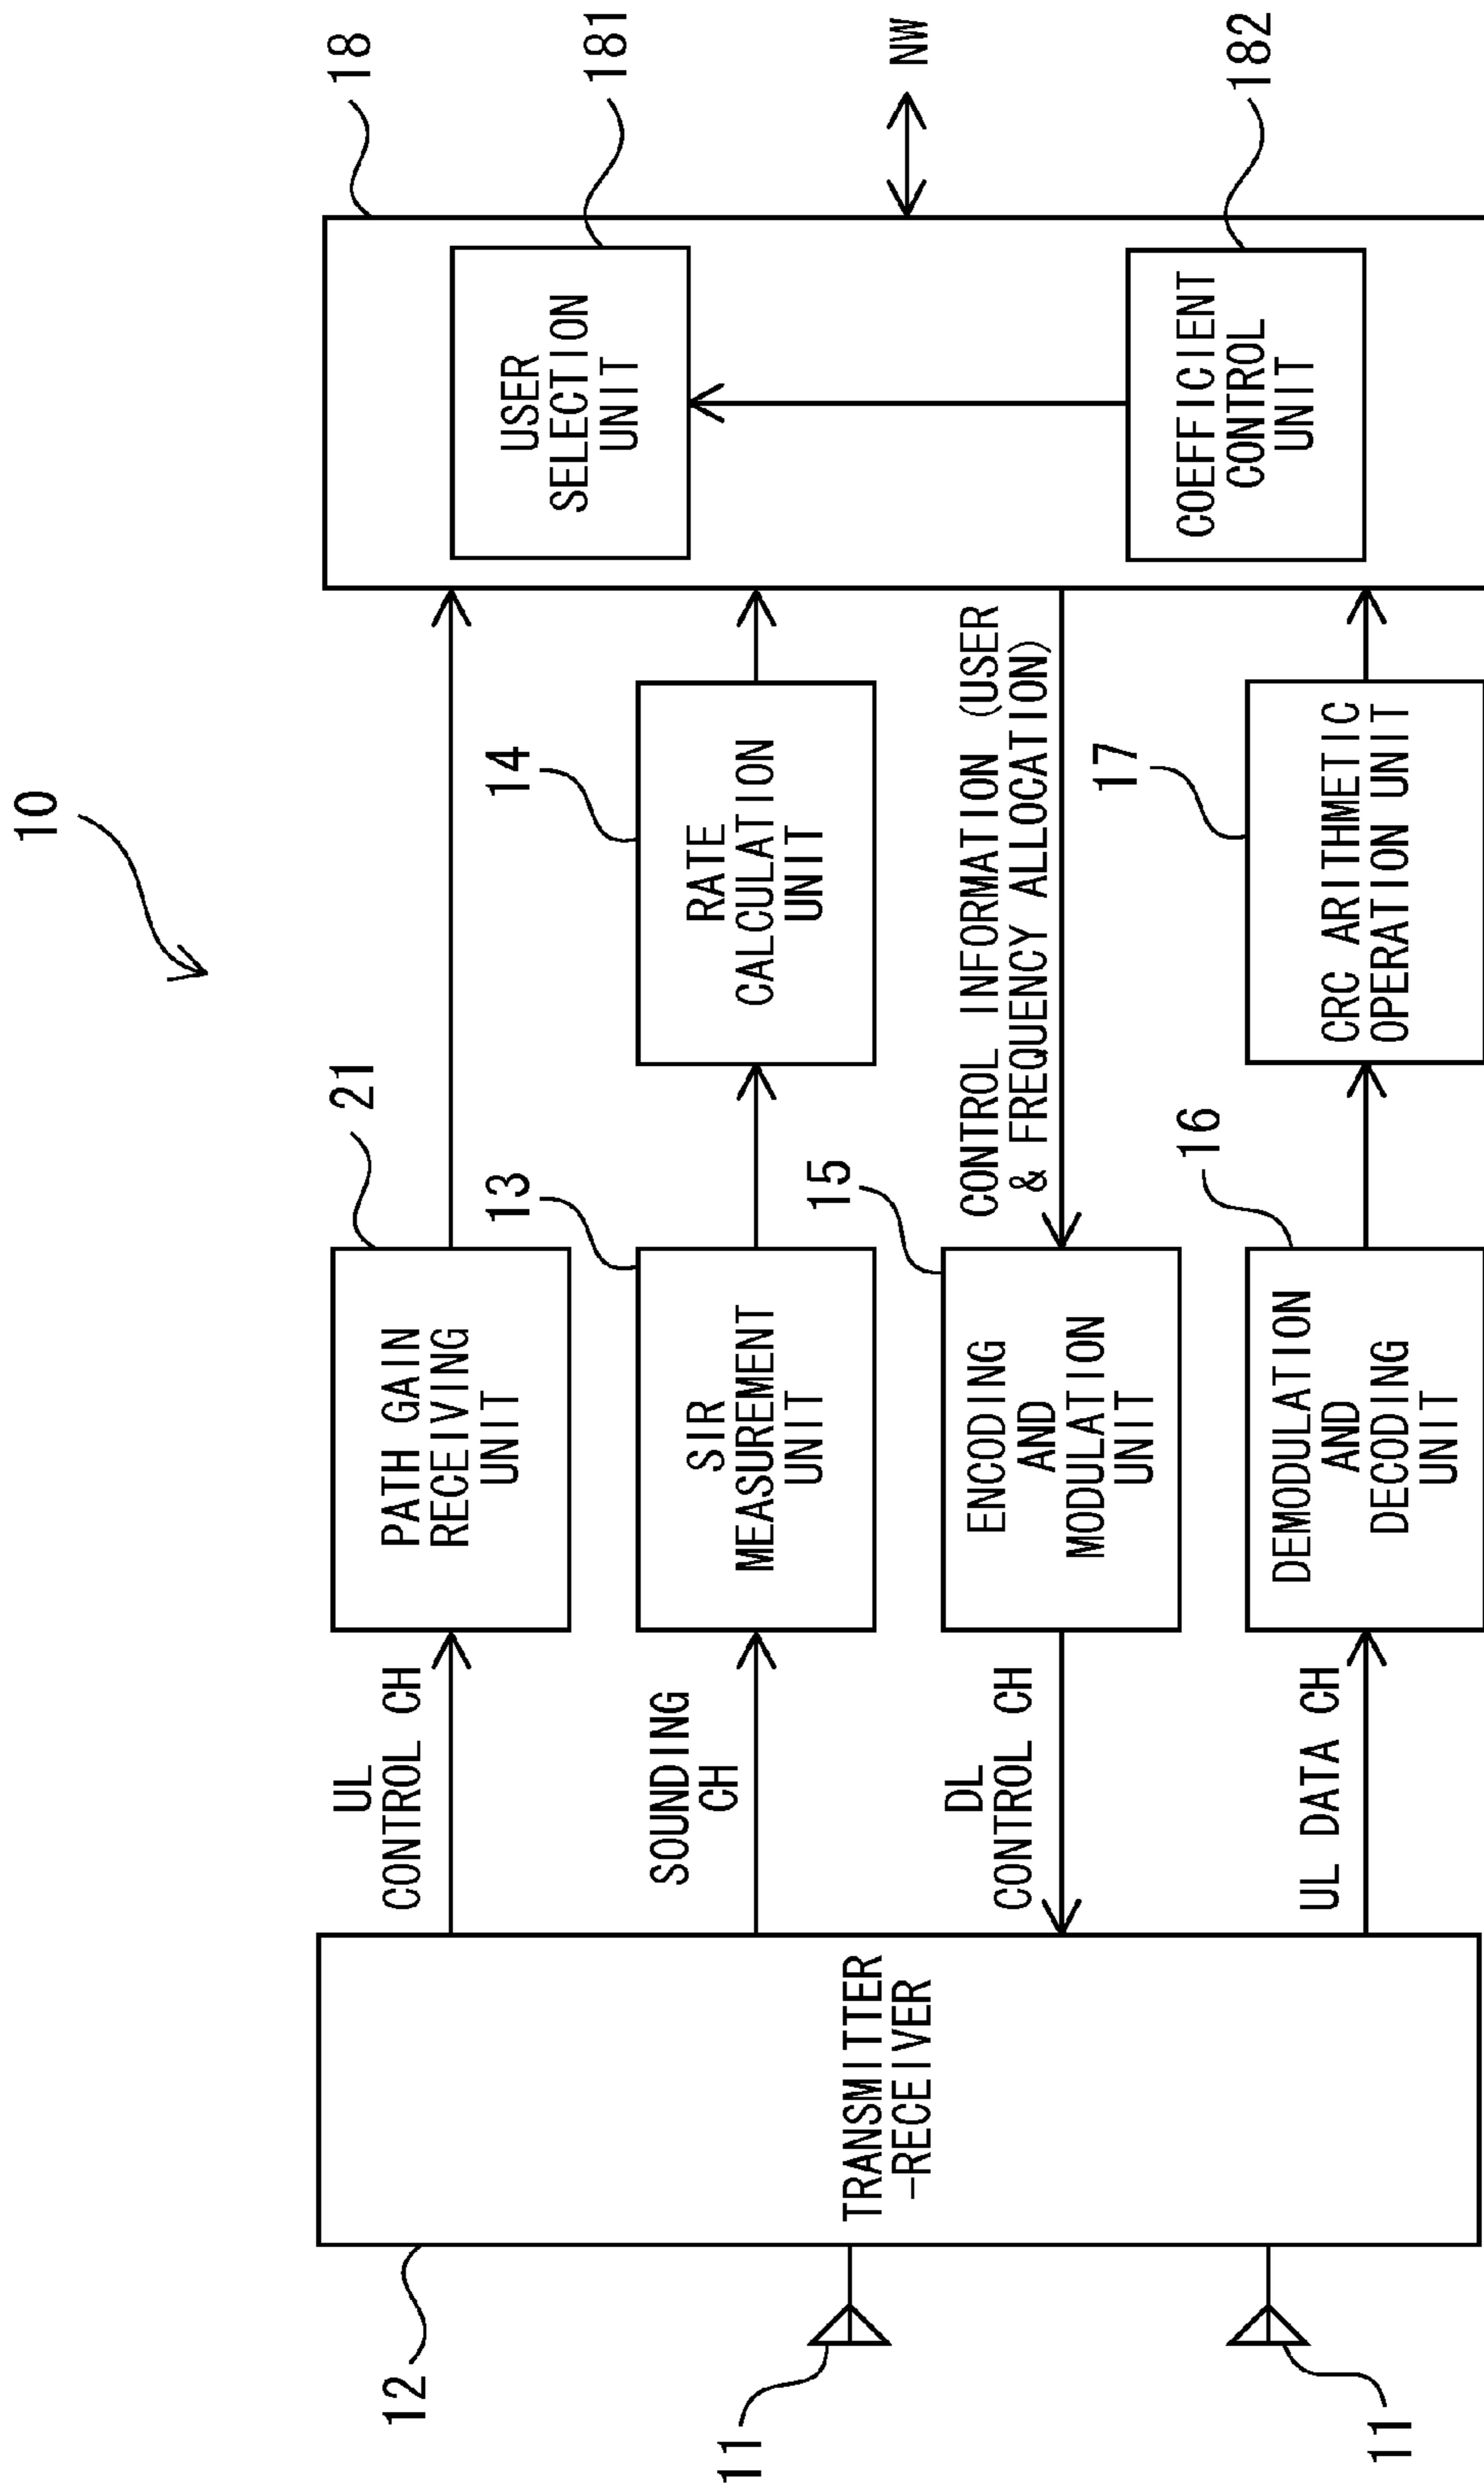 10
18
181
NW
182
USER
SELECTION
UNIT
COEFFICIENT
CONTROL
UNIT
14
RATE
CALCULATION
UNIT
CONTROL INFORMATION (USER
& FREQUENCY ALLOCATION)
17
CRC ARITHMETIC
OPERATION UNIT
21
PATH GAIN
RECEIVING
UNIT
13
SIR
MEASUREMENT
UNIT
15
ENCODING
AND
MODULATION
UNIT
16
DEMODULATION
AND
DECODING
UNIT
UL
CONTROL CH
SOUNDING
CH
DL
CONTROL CH
UL DATA CH
12
TRANSMITTER
-RECEIVER
11
11